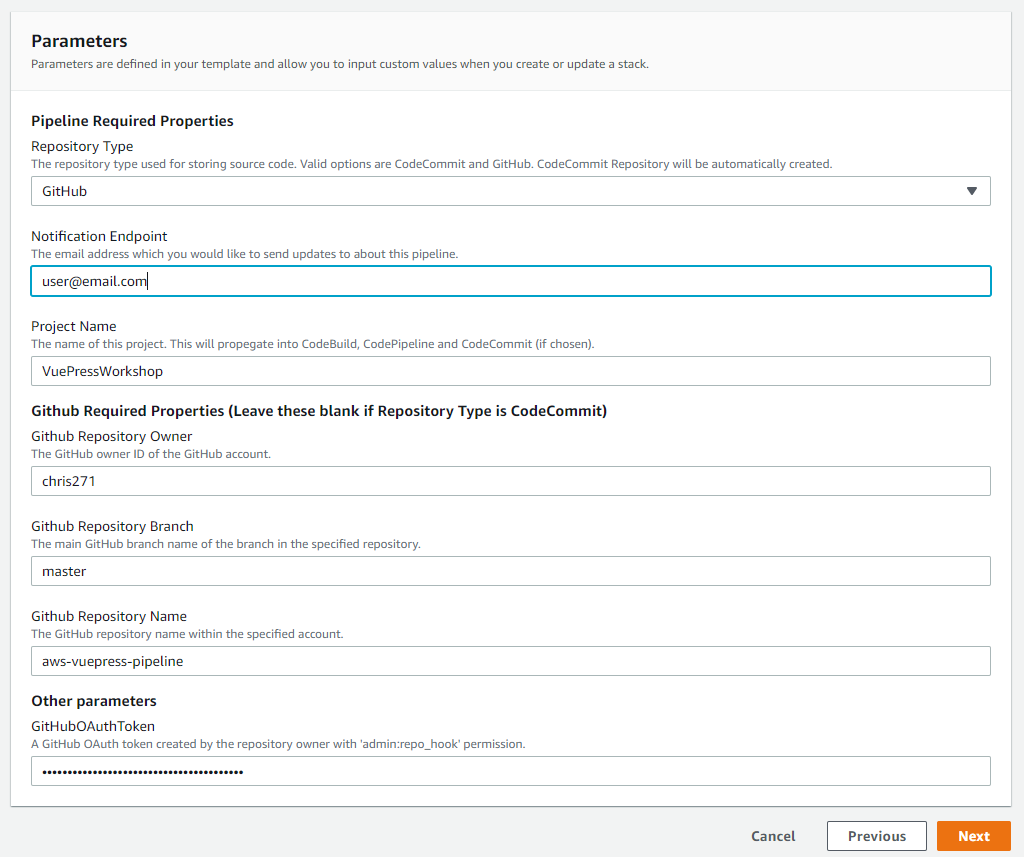 Parameters
Parameters are defined in your template and allow you to input custom values when you create or update a stack.
Pipeline Required Properties
Repository Type
The repository type used for storing source code. Valid options are CodeCommit and GitHub. CodeCommit Repository will be automatically created.
GitHub
Notification Endpoint
The email address which you would like to send updates to about this pipeline.
user@email.com
Project Name
The name of this project. This will propegate into CodeBuild, CodePipeline and CodeCommit (if chosen).
VuePressWorkshop
Github Required Properties (Leave these blank if Repository Type is CodeCommit)
Github Repository Owner
The GitHub owner ID of the GitHub account.
chris271
Github Repository Branch
The main GitHub branch name of the branch in the specified repository.
master
Github Repository Name
The GitHub repository name within the specified account.
aws-vuepress-pipeline
Other parameters
GitHubOAuthToken
A GitHub OAuth token created by the repository owner with 'admin:repo_hook' permission.
••••••••••••••••••••••••••••••••••••••••
Cancel Previous Next